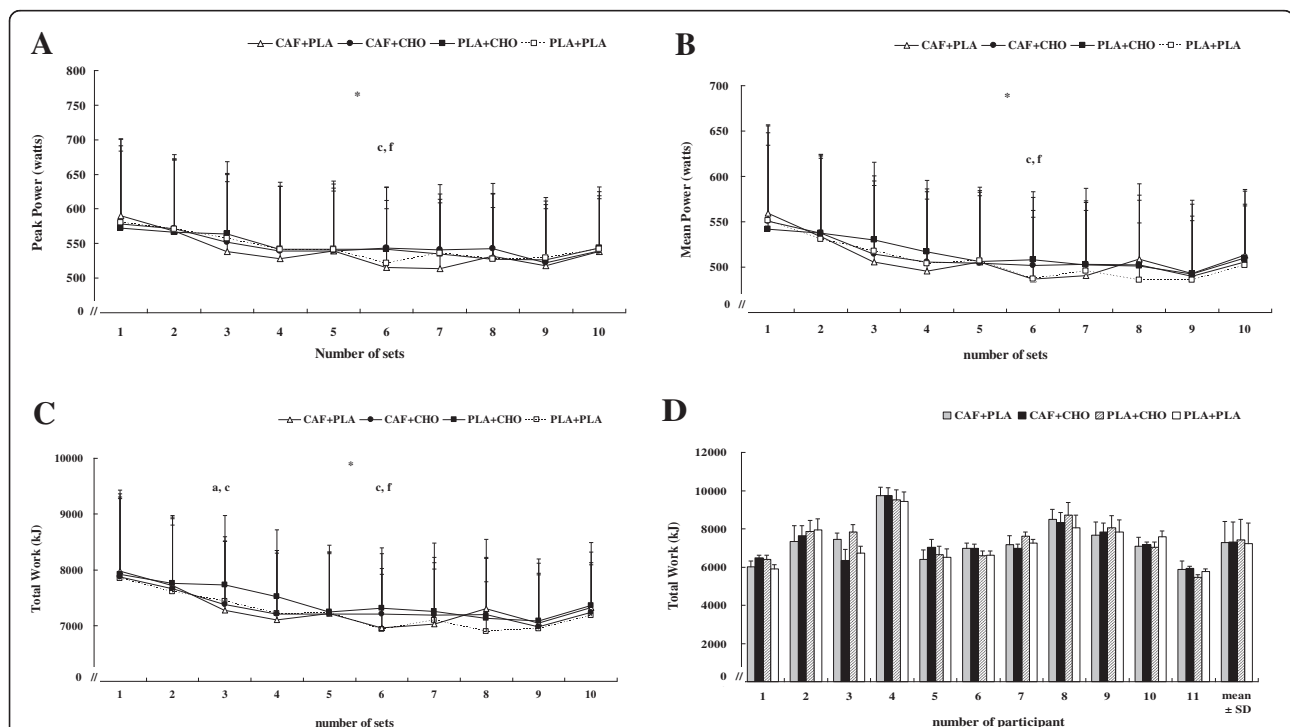 A
CAF+PLA CAF+CHO PLA+CHO PLA+PLA
800
750
700
650
600
550
500
0 //
Peak Power (watts)
*
c, f
1 2 3 4 5 6 7 8 9 10
Number of sets
B
CAF+PLA CAF+CHO PLA+CHO PLA+PLA
700
650
600
550
500
0 //
Mean Power (watts)
*
c, f
1 2 3 4 5 6 7 8 9 10
number of sets
C
CAF+PLA CAF+CHO PLA+CHO PLA+PLA
10000
9000
8000
7000
0 //
Total Work (kJ)
*
a, c
c, f
1 2 3 4 5 6 7 8 9 10
number of sets
D
CAF+PLA CAF+CHO PLA+CHO PLA+PLA
12000
10000
8000
6000
4000
2000
0 //
Total Work (kJ)
1 2 3 4 5 6 7 8 9 10 11 mean
± SD
number of participant